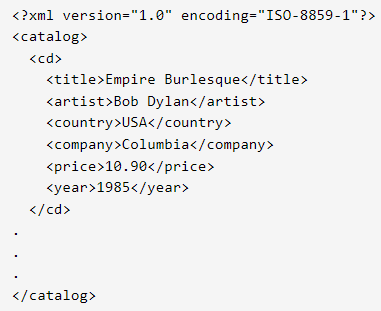 <?xml version="1.0" encoding="ISO-8859-1"?>
<catalog>
  <cd>
    <title>Empire Burlesque</title>
    <artist>Bob Dylan</artist>
    <country>USA</country>
    <company>Columbia</company>
    <price>10.90</price>
    <year>1985</year>
  </cd>
.
.
.
</catalog>